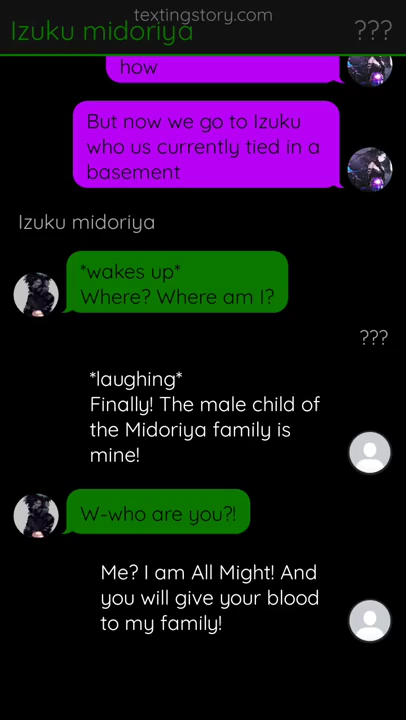 textingstory.com
Izuku midoriya
???
how
But now we go to Izuku
who us currently tied in a
basement
Izuku midoriya
*wakes up*
Where? Where am I?
???
*laughing*
Finally! The male child of
the Midoriya family is
mine!
W-who are you?!
Me? I am All Might! And
you will give your blood
to my family!